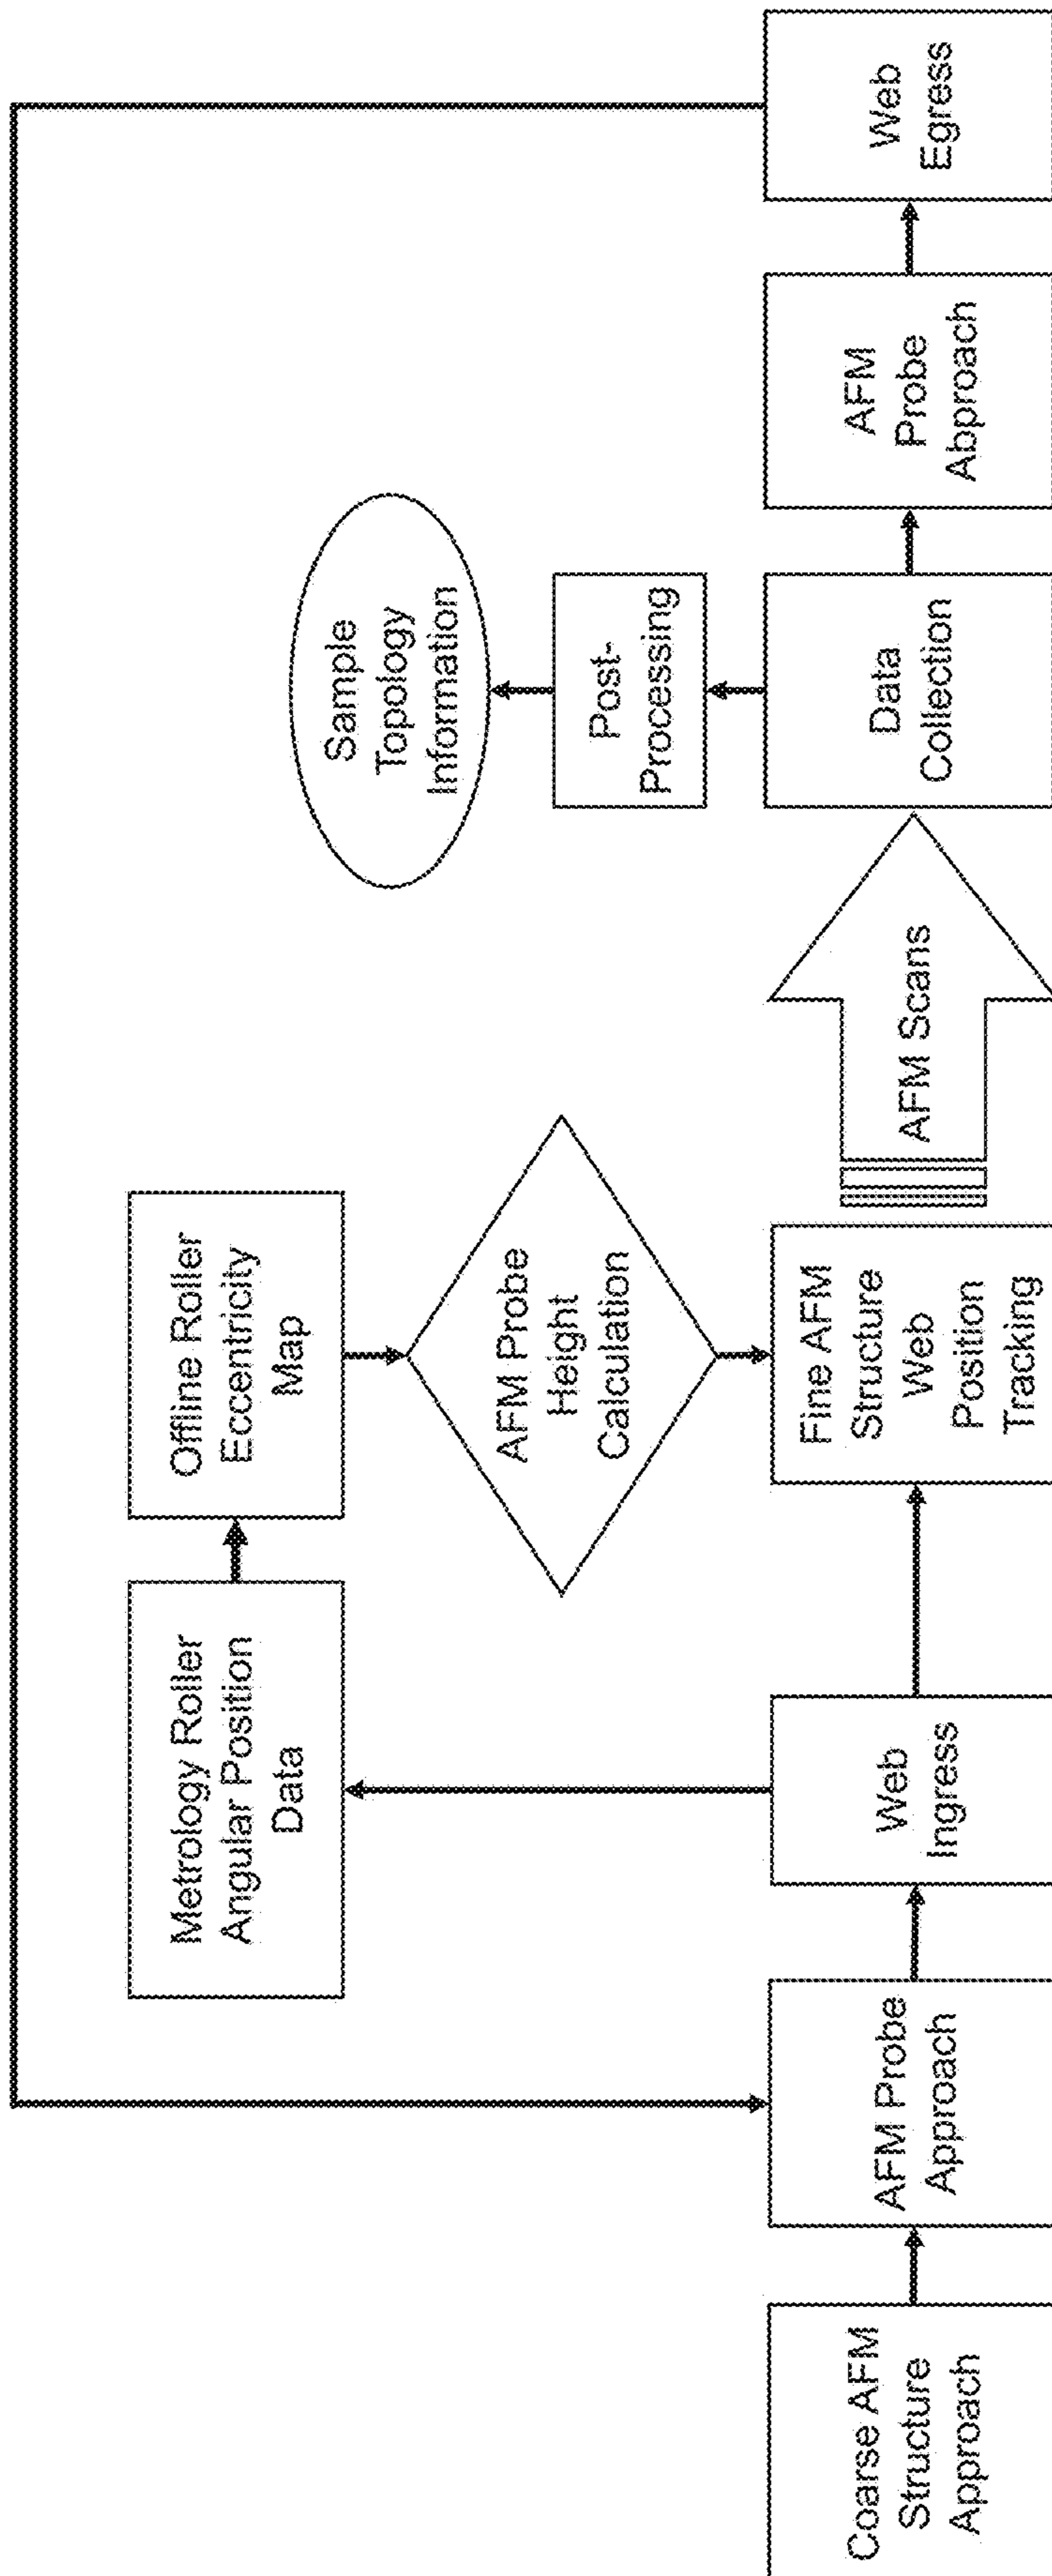 Coarse AFM
Structure
Approach
AFM Probe
Approach
Web
Ingress
Metrology Roller
Angular Position
Data
Offline Roller
Eccentricity
Map
AFM Probe
Height
Calculation
Fine AFM
Structure
Web
Position
Tracking
AFM Scans
Data
Collection
Post-
Processing
Sample
Topology
Information
AFM
Probe
Abproach
Web
Egress